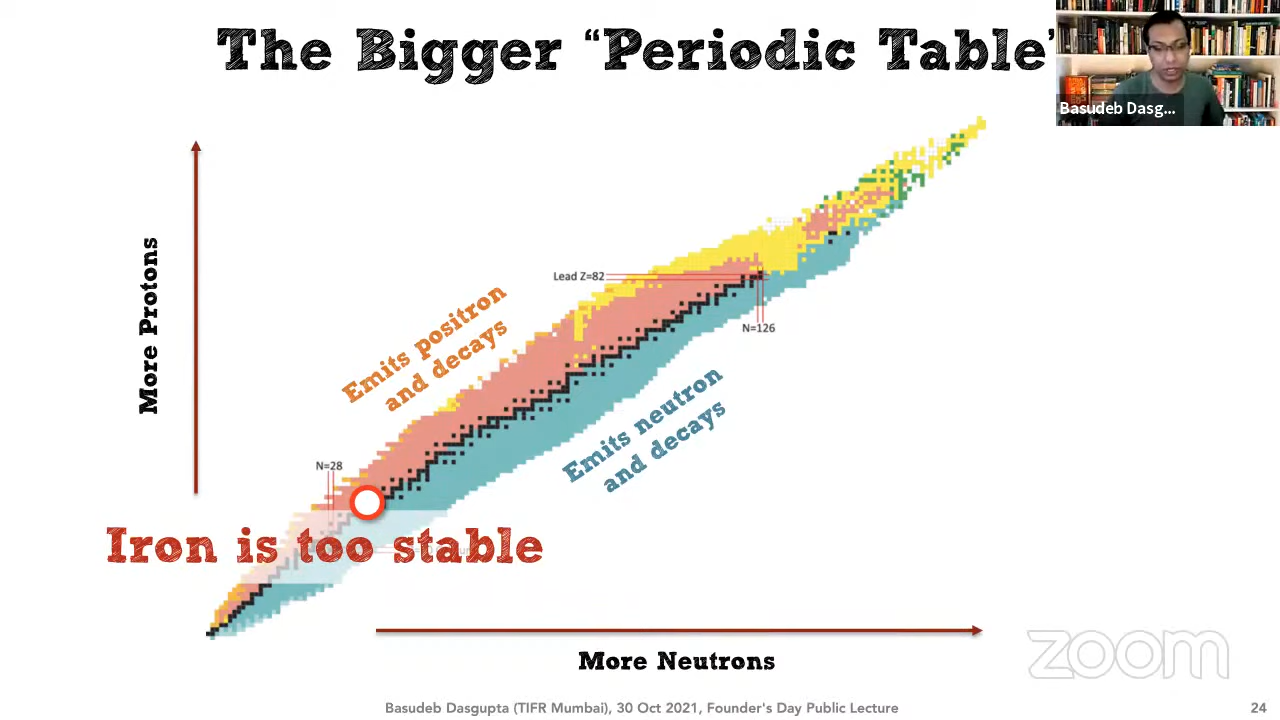 The Bigger “Periodic Table”
Basudeb Dasg...
More Protons
Lead Z=82
N=126
Emits positron
and decays
Emits neutron
and decays
N=28
Iron is too stable
More Neutrons
zoom
Basudeb Dasgupta (TIFR Mumbai), 30 Oct 2021, Founder's Day Public Lecture
24